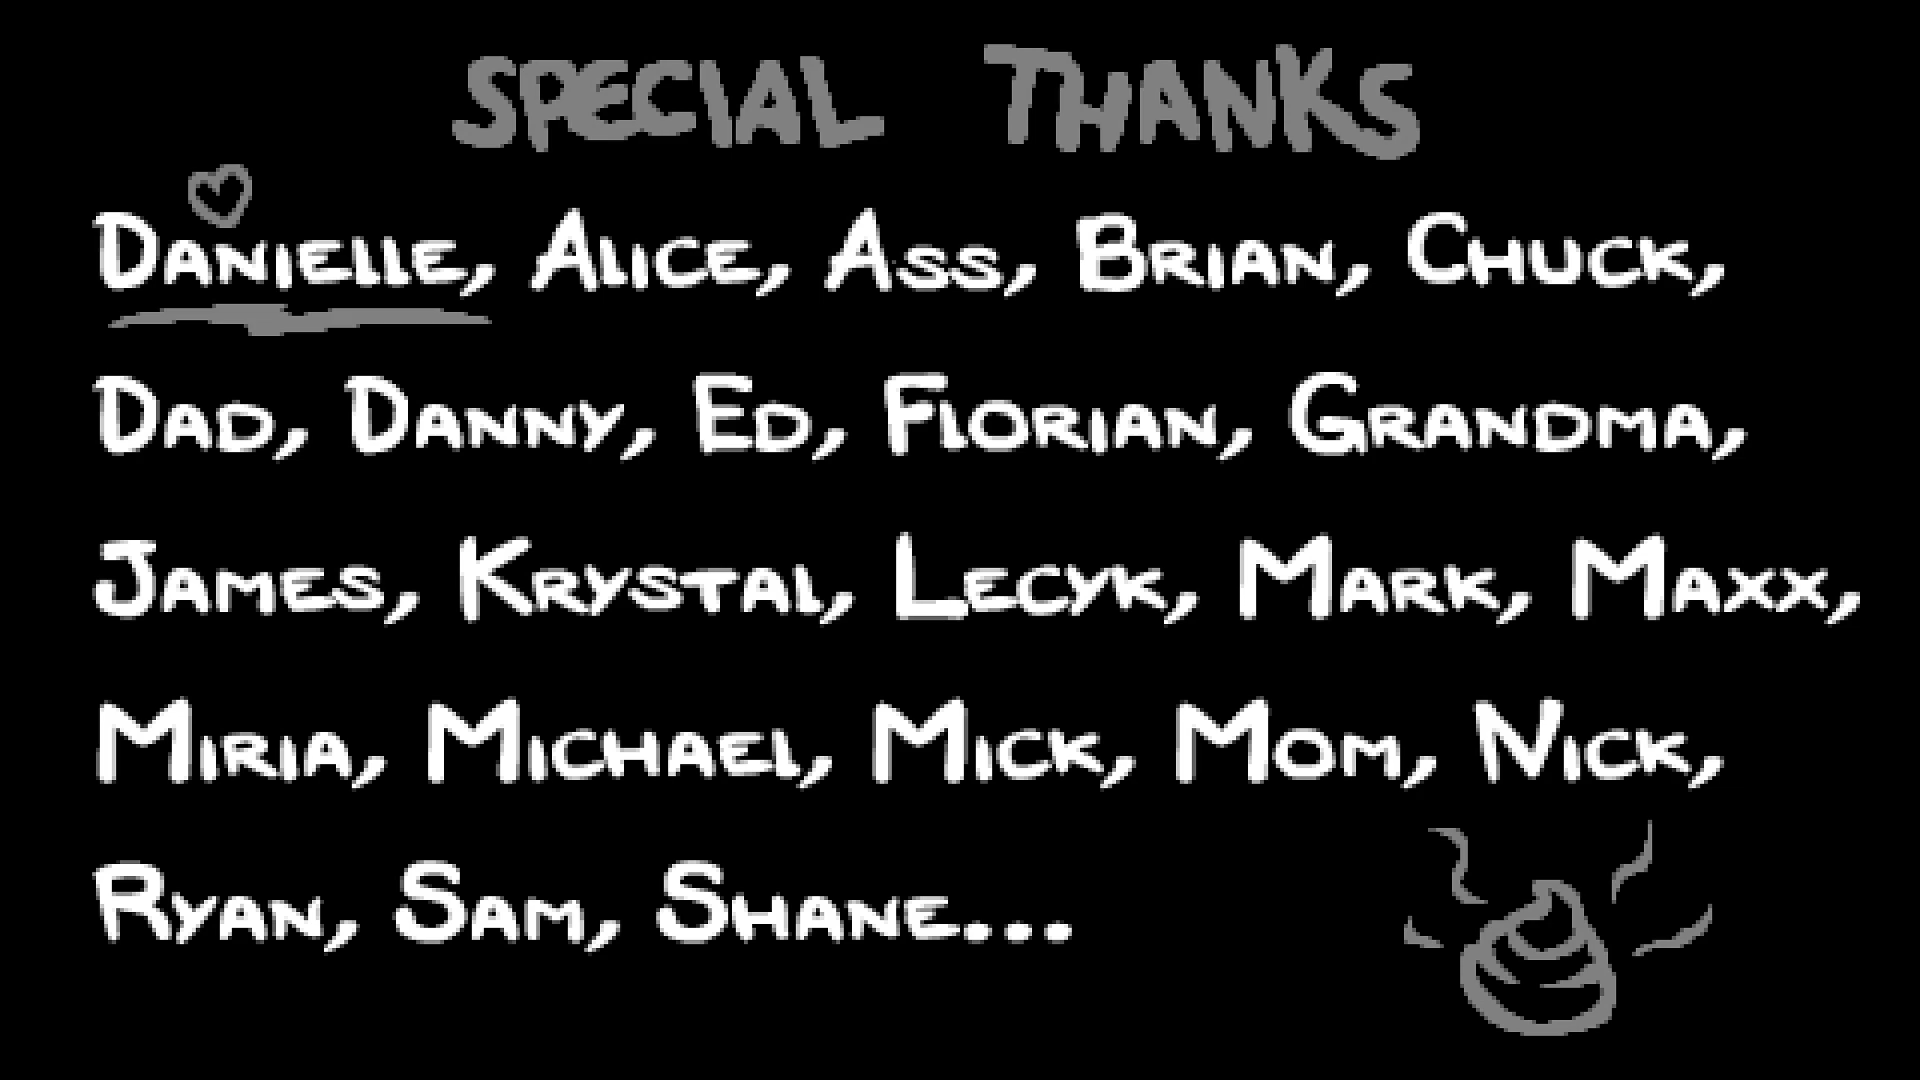 SPECIAL THANKS
Danielle, Alice, Ass, Brian, Chuck,
Dad, Danny, Ed, Florian, Grandma,
James, Krystal, Lecyk, Mark, Maxx,
Miria, Michael, Mick, Mom, Nick,
Ryan, Sam, Shane...